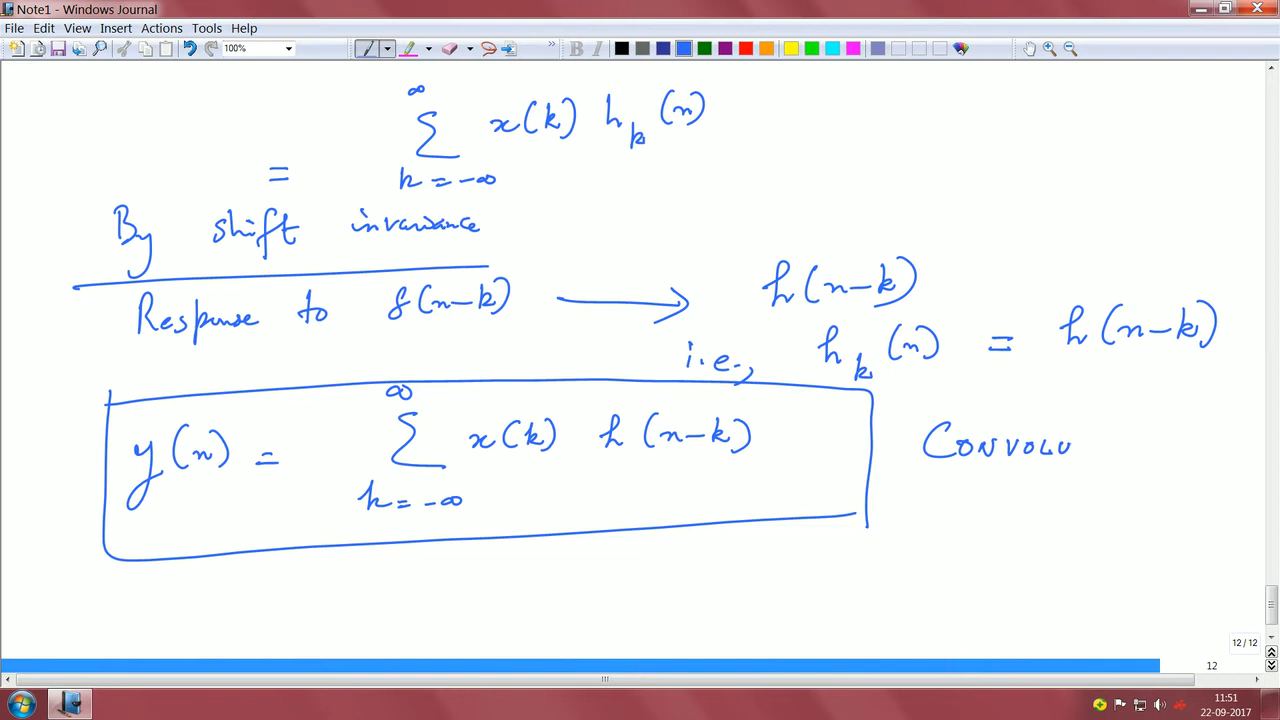 Note1 - Windows Journal
File Edit View Insert Actions Tools Help
100%
= ∞ Σ k = -∞ x(k) h_k(n)
By shift invariance
Response to δ(n-k) → h(n-k)
i.e., h_k(n) = h(n-k)
y(n) = ∞ Σ k = -∞ x(k) h(n-k) CONVOLU
12 / 12
12
11:51
22-09-2017